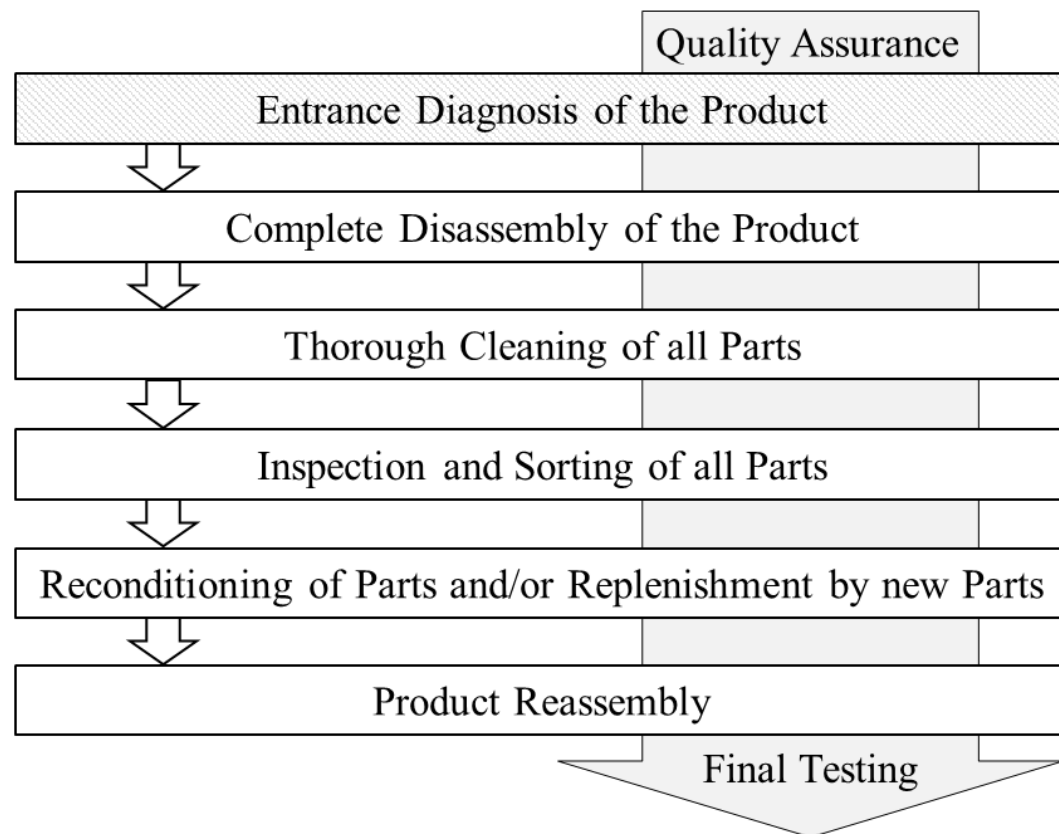 Quality Assurance
Entrance Diagnosis of the Product
Complete Disassembly of the Product
Thorough Cleaning of all Parts
Inspection and Sorting of all Parts
Reconditioning of Parts and/or Replenishment by new Parts
Product Reassembly
Final Testing